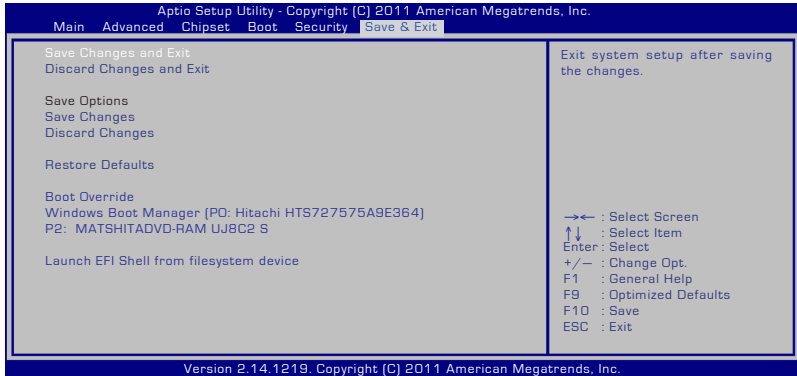 Aptio Setup Utility - Copyright (C) 2011 American Megatrends, Inc.
Main Advanced Chipset Boot Security Save & Exit
Save Changes and Exit
Discard Changes and Exit
Save Options
Save Changes
Discard Changes
Restore Defaults
Boot Override
Windows Boot Manager (P0: Hitachi HTS727575A9E364)
P2: MATSHITADVD-RAM UJ8C2 S
Launch EFI Shell from filesystem device
Exit system setup after saving
the changes.
→← : Select Screen
↑↓ : Select Item
Enter: Select
+/— : Change Opt.
F1 : General Help
F9 : Optimized Defaults
F10 : Save
ESC : Exit
Version 2.14.1219. Copyright (C) 2011 American Megatrends, Inc.